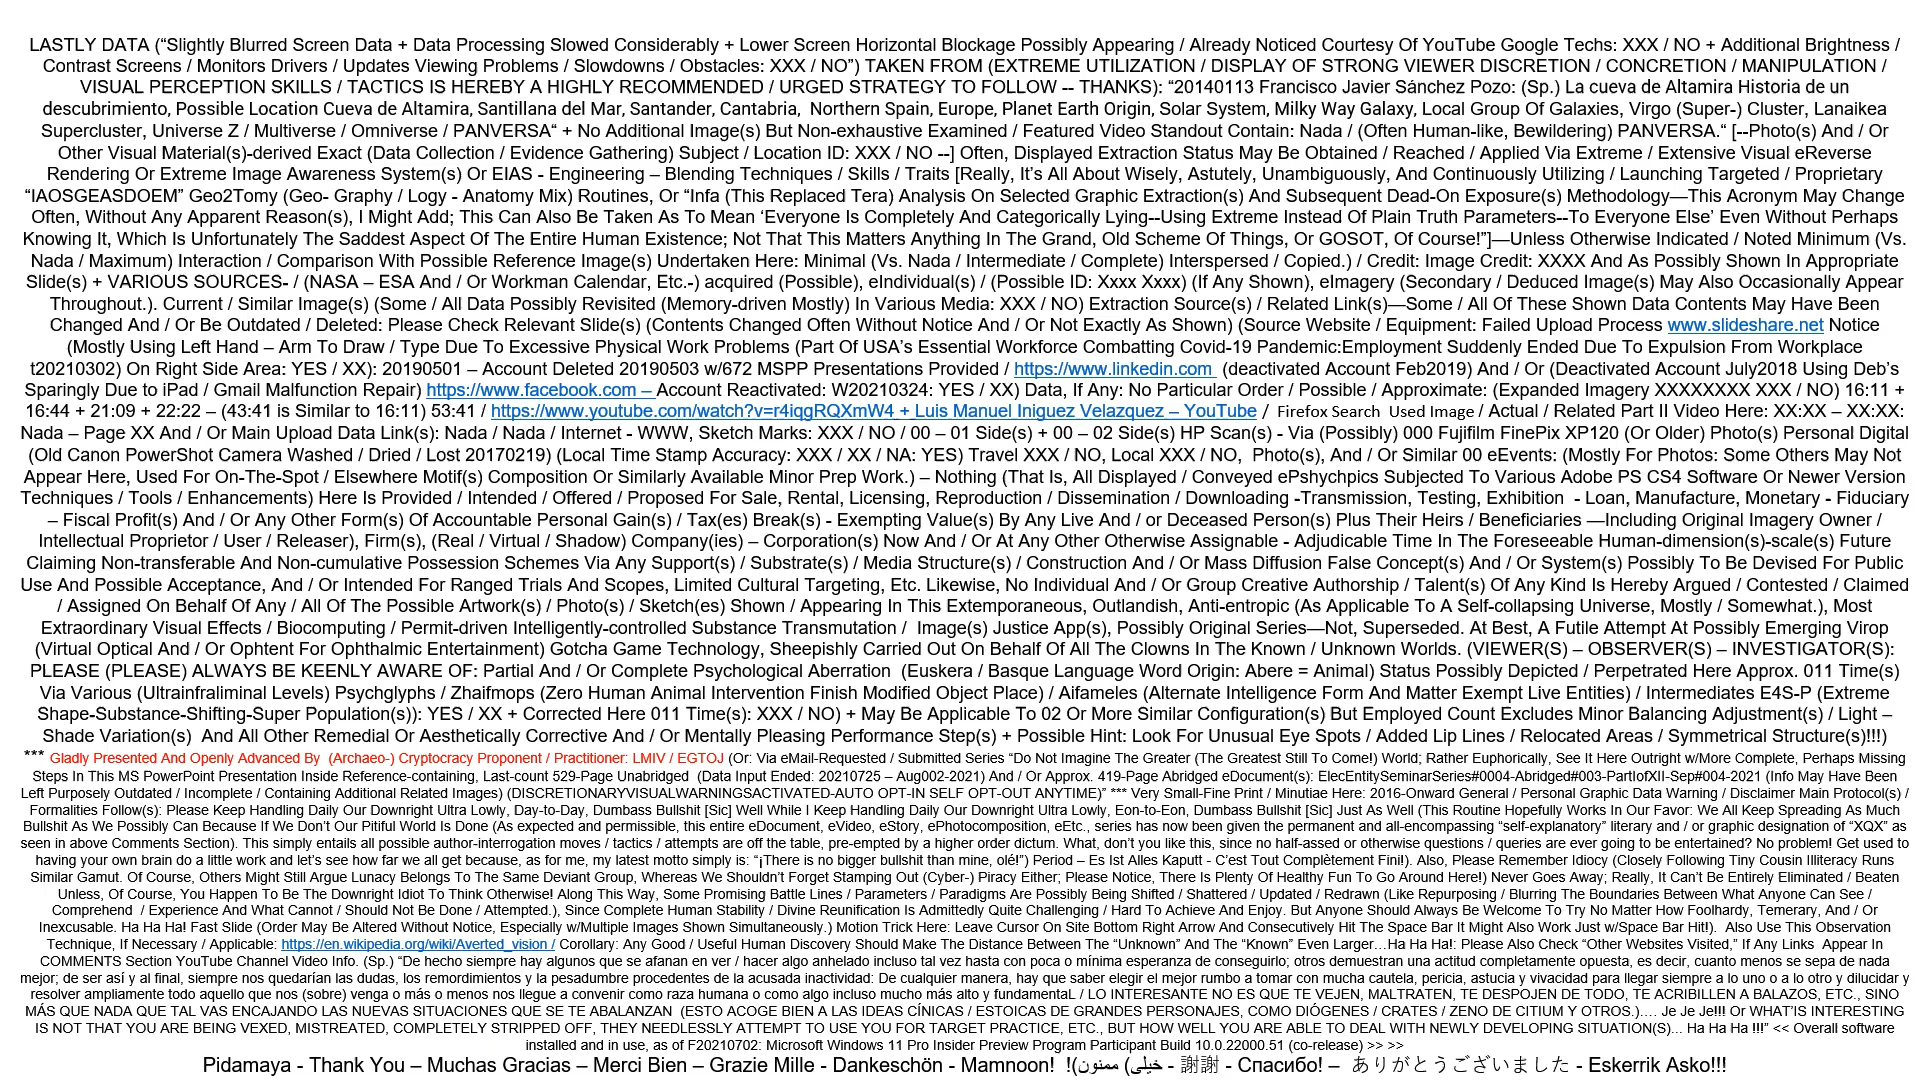 LASTLY DATA (“Slightly Blurred Screen Data + Data Processing Slowed Considerably + Lower Screen Horizontal Blockage Possibly Appearing / Already Noticed Courtesy Of YouTube Google Techs: XXX / NO + Additional Brightness /
Contrast Screens / Monitors Drivers / Updates Viewing Problems / Slowdowns / Obstacles: XXX / NO”) TAKEN FROM (EXTREME UTILIZATION / DISPLAY OF STRONG VIEWER DISCRETION / CONCRETION / MANIPULATION /
VISUAL PERCEPTION SKILLS / TACTICS IS HEREBY A HIGHLY RECOMMENDED / URGED STRATEGY TO FOLLOW -- THANKS): “20140113 Francisco Javier Sánchez Pozo: (Sp.) La cueva de Altamira Historia de un
descubrimiento, Possible Location Cueva de Altamira, Santillana del Mar, Santander, Cantabria, Northern Spain, Europe, Planet Earth Origin, Solar System, Milky Way Galaxy, Local Group Of Galaxies, Virgo (Super-) Cluster, Lanaikea
Supercluster, Universe Z / Multiverse / Omniverse / PANVERSA“ + No Additional Image(s) But Non-exhaustive Examined / Featured Video Standout Contain: Nada / (Often Human-like, Bewildering) PANVERSA.“ [--Photo(s) And / Or
Other Visual Material(s)-derived Exact (Data Collection / Evidence Gathering) Subject / Location ID: XXX / NO --] Often, Displayed Extraction Status May Be Obtained / Reached / Applied Via Extreme / Extensive Visual eReverse
Rendering Or Extreme Image Awareness System(s) Or EIAS - Engineering – Blending Techniques / Skills / Traits [Really, It’s All About Wisely, Astutely, Unambiguously, And Continuously Utilizing / Launching Targeted / Proprietary
“IAOSGEASDOEM” Geo2Tomy (Geo- Graphy / Logy - Anatomy Mix) Routines, Or “Infa (This Replaced Tera) Analysis On Selected Graphic Extraction(s) And Subsequent Dead-On Exposure(s) Methodology—This Acronym May Change
Often, Without Any Apparent Reason(s), I Might Add; This Can Also Be Taken As To Mean ‘Everyone Is Completely And Categorically Lying--Using Extreme Instead Of Plain Truth Parameters--To Everyone Else’ Even Without Perhaps
Knowing It, Which Is Unfortunately The Saddest Aspect Of The Entire Human Existence; Not That This Matters Anything In The Grand, Old Scheme Of Things, Or GOSOT, Of Course!”]—Unless Otherwise Indicated / Noted Minimum (Vs.
Nada / Maximum) Interaction / Comparison With Possible Reference Image(s) Undertaken Here: Minimal (Vs. Nada / Intermediate / Complete) Interspersed / Copied.) / Credit: Image Credit: XXXX And As Possibly Shown In Appropriate
Slide(s) + VARIOUS SOURCES- / (NASA – ESA And / Or Workman Calendar, Etc.-) acquired (Possible), eIndividual(s) / (Possible ID: Xxxx Xxxx) (If Any Shown), eImagery (Secondary / Deduced Image(s) May Also Occasionally Appear
Throughout.). Current / Similar Image(s) (Some / All Data Possibly Revisited (Memory-driven Mostly) In Various Media: XXX / NO) Extraction Source(s) / Related Link(s)—Some / All Of These Shown Data Contents May Have Been
Changed And / Or Be Outdated / Deleted: Please Check Relevant Slide(s) (Contents Changed Often Without Notice And / Or Not Exactly As Shown) (Source Website / Equipment: Failed Upload Process www.slideshare.net Notice
(Mostly Using Left Hand – Arm To Draw / Type Due To Excessive Physical Work Problems (Part Of USA’s Essential Workforce Combatting Covid-19 Pandemic:Employment Suddenly Ended Due To Expulsion From Workplace
t20210302) On Right Side Area: YES / XX): 20190501 – Account Deleted 20190503 w/672 MSPP Presentations Provided / https://www.linkedin.com (deactivated Account Feb2019) And / Or (Deactivated Account July2018 Using Deb’s
Sparingly Due to iPad / Gmail Malfunction Repair) https://www.facebook.com – Account Reactivated: W20210324: YES / XX) Data, If Any: No Particular Order / Possible / Approximate: (Expanded Imagery XXXXXXXX XXX / NO) 16:11 +
16:44 + 21:09 + 22:22 – (43:41 is Similar to 16:11) 53:41 / https://www.youtube.com/watch?v=r4iqgRQXmW4 + Luis Manuel Iniguez Velazquez – YouTube / Firefox Search Used Image / Actual / Related Part II Video Here: XX:XX – XX:XX:
Nada – Page XX And / Or Main Upload Data Link(s): Nada / Nada / Internet - WWW, Sketch Marks: XXX / NO / 00 – 01 Side(s) + 00 – 02 Side(s) HP Scan(s) - Via (Possibly) 000 Fujifilm FinePix XP120 (Or Older) Photo(s) Personal Digital
(Old Canon PowerShot Camera Washed / Dried / Lost 20170219) (Local Time Stamp Accuracy: XXX / XX / NA: YES) Travel XXX / NO, Local XXX / NO, Photo(s), And / Or Similar 00 eEvents: (Mostly For Photos: Some Others May Not
Appear Here, Used For On-The-Spot / Elsewhere Motif(s) Composition Or Similarly Available Minor Prep Work.) – Nothing (That Is, All Displayed / Conveyed ePshychpics Subjected To Various Adobe PS CS4 Software Or Newer Version
Techniques / Tools / Enhancements) Here Is Provided / Intended / Offered / Proposed For Sale, Rental, Licensing, Reproduction / Dissemination / Downloading -Transmission, Testing, Exhibition - Loan, Manufacture, Monetary - Fiduciary
– Fiscal Profit(s) And / Or Any Other Form(s) Of Accountable Personal Gain(s) / Tax(es) Break(s) - Exempting Value(s) By Any Live And / or Deceased Person(s) Plus Their Heirs / Beneficiaries —Including Original Imagery Owner /
Intellectual Proprietor / User / Releaser), Firm(s), (Real / Virtual / Shadow) Company(ies) – Corporation(s) Now And / Or At Any Other Otherwise Assignable - Adjudicable Time In The Foreseeable Human-dimension(s)-scale(s) Future
Claiming Non-transferable And Non-cumulative Possession Schemes Via Any Support(s) / Substrate(s) / Media Structure(s) / Construction And / Or Mass Diffusion False Concept(s) And / Or System(s) Possibly To Be Devised For Public
Use And Possible Acceptance, And / Or Intended For Ranged Trials And Scopes, Limited Cultural Targeting, Etc. Likewise, No Individual And / Or Group Creative Authorship / Talent(s) Of Any Kind Is Hereby Argued / Contested / Claimed
/ Assigned On Behalf Of Any / All Of The Possible Artwork(s) / Photo(s) / Sketch(es) Shown / Appearing In This Extemporaneous, Outlandish, Anti-entropic (As Applicable To A Self-collapsing Universe, Mostly / Somewhat.), Most
Extraordinary Visual Effects / Biocomputing / Permit-driven Intelligently-controlled Substance Transmutation / Image(s) Justice App(s), Possibly Original Series—Not, Superseded. At Best, A Futile Attempt At Possibly Emerging Virop
(Virtual Optical And / Or Ophtent For Ophthalmic Entertainment) Gotcha Game Technology, Sheepishly Carried Out On Behalf Of All The Clowns In The Known / Unknown Worlds. (VIEWER(S) – OBSERVER(S) – INVESTIGATOR(S):
PLEASE (PLEASE) ALWAYS BE KEENLY AWARE OF: Partial And / Or Complete Psychological Aberration (Euskera / Basque Language Word Origin: Abere = Animal) Status Possibly Depicted / Perpetrated Here Approx. 011 Time(s)
Via Various (Ultrainfraliminal Levels) Psychglyphs / Zhaifmops (Zero Human Animal Intervention Finish Modified Object Place) / Aifameles (Alternate Intelligence Form And Matter Exempt Live Entities) / Intermediates E4S-P (Extreme
Shape-Substance-Shifting-Super Population(s)): YES / XX + Corrected Here 011 Time(s): XXX / NO) + May Be Applicable To 02 Or More Similar Configuration(s) But Employed Count Excludes Minor Balancing Adjustment(s) / Light –
Shade Variation(s) And All Other Remedial Or Aesthetically Corrective And / Or Mentally Pleasing Performance Step(s) + Possible Hint: Look For Unusual Eye Spots / Added Lip Lines / Relocated Areas / Symmetrical Structure(s)!!!)
*** Gladly Presented And Openly Advanced By (Archaeo-) Cryptocracy Proponent / Practitioner: LMIV / EGTOJ (Or: Via eMail-Requested / Submitted Series “Do Not Imagine The Greater (The Greatest Still To Come!) World; Rather Euphorically, See It Here Outright w/More Complete, Perhaps Missing
Steps In This MS PowerPoint Presentation Inside Reference-containing, Last-count 529-Page Unabridged (Data Input Ended: 20210725 – Aug002-2021) And / Or Approx. 419-Page Abridged eDocument(s): ElecEntitySeminarSeries#0004-Abridged#003-PartIofXII-Sep#004-2021 (Info May Have Been
Left Purposely Outdated / Incomplete / Containing Additional Related Images) (DISCRETIONARYVISUALWARNINGSACTIVATED-AUTO OPT-IN SELF OPT-OUT ANYTIME)” *** Very Small-Fine Print / Minutiae Here: 2016-Onward General / Personal Graphic Data Warning / Disclaimer Main Protocol(s) /
Formalities Follow(s): Please Keep Handling Daily Our Downright Ultra Lowly, Day-to-Day, Dumbass Bullshit [Sic] Well While I Keep Handling Daily Our Downright Ultra Lowly, Eon-to-Eon, Dumbass Bullshit [Sic] Just As Well (This Routine Hopefully Works In Our Favor: We All Keep Spreading As Much
Bullshit As We Possibly Can Because If We Don’t Our Pitiful World Is Done (As expected and permissible, this entire eDocument, eVideo, eStory, ePhotocomposition, eEtc., series has now been given the permanent and all-encompassing “self-explanatory” literary and / or graphic designation of “XQX” as
seen in above Comments Section). This simply entails all possible author-interrogation moves / tactics / attempts are off the table, pre-empted by a higher order dictum. What, don’t you like this, since no half-assed or otherwise questions / queries are ever going to be entertained? No problem! Get used to
having your own brain do a little work and let’s see how far we all get because, as for me, my latest motto simply is: “¡There is no bigger bullshit than mine, olé!”) Period – Es Ist Alles Kaputt - C’est Tout Complètement Fini!). Also, Please Remember Idiocy (Closely Following Tiny Cousin Illiteracy Runs
Similar Gamut. Of Course, Others Might Still Argue Lunacy Belongs To The Same Deviant Group, Whereas We Shouldn’t Forget Stamping Out (Cyber-) Piracy Either; Please Notice, There Is Plenty Of Healthy Fun To Go Around Here!) Never Goes Away; Really, It Can’t Be Entirely Eliminated / Beaten
Unless, Of Course, You Happen To Be The Downright Idiot To Think Otherwise! Along This Way, Some Promising Battle Lines / Parameters / Paradigms Are Possibly Being Shifted / Shattered / Updated / Redrawn (Like Repurposing / Blurring The Boundaries Between What Anyone Can See /
Comprehend / Experience And What Cannot / Should Not Be Done / Attempted.), Since Complete Human Stability / Divine Reunification Is Admittedly Quite Challenging / Hard To Achieve And Enjoy. But Anyone Should Always Be Welcome To Try No Matter How Foolhardy, Temerary, And / Or
Inexcusable. Ha Ha Ha! Fast Slide (Order May Be Altered Without Notice, Especially w/Multiple Images Shown Simultaneously.) Motion Trick Here: Leave Cursor On Site Bottom Right Arrow And Consecutively Hit The Space Bar It Might Also Work Just w/Space Bar Hit!). Also Use This Observation
Technique, If Necessary / Applicable: https://en.wikipedia.org/wiki/Averted_vision / Corollary: Any Good / Useful Human Discovery Should Make The Distance Between The “Unknown” And The “Known” Even Larger…Ha Ha Ha!: Please Also Check “Other Websites Visited,” If Any Links Appear In
COMMENTS Section YouTube Channel Video Info. (Sp.) “De hecho siempre hay algunos que se afanan en ver / hacer algo anhelado incluso tal vez hasta con poca o mínima esperanza de conseguirlo; otros demuestran una actitud completamente opuesta, es decir, cuanto menos se sepa de nada
mejor; de ser así y al final, siempre nos quedarían las dudas, los remordimientos y la pesadumbre procedentes de la acusada inactividad: De cualquier manera, hay que saber elegir el mejor rumbo a tomar con mucha cautela, pericia, astucia y vivacidad para llegar siempre a lo uno o a lo otro y dilucidar y
resolver ampliamente todo aquello que nos (sobre) venga o más o menos nos llegue a convenir como raza humana o como algo incluso mucho más alto y fundamentaL / LO INTERESANTE NO ES QUE TE VEJEN, MALTRATEN, TE DESPOJEN DE TODO, TE ACRIBILLEN A BALAZOS, ETC., SINO
MÁS QUE NADA QUE TAL VAS ENCAJANDO LAS NUEVAS SITUACIONES QUE SE TE ABALANZAN (ESTO ACOGE BIEN A LAS IDEAS CÍNICAS / ESTOICAS DE GRANDES PERSONAJES, COMO DIÓGENES / CRATES / ZENO DE CITIUM Y OTROS.)…. Je Je Je!!! Or WHAT’IS INTERESTING
IS NOT THAT YOU ARE BEING VEXED, MISTREATED, COMPLETELY STRIPPED OFF, THEY NEEDLESSLY ATTEMPT TO USE YOU FOR TARGET PRACTICE, ETC., BUT HOW WELL YOU ARE ABLE TO DEAL WITH NEWLY DEVELOPING SITUATION(S)... Ha Ha Ha !!!” << Overall software
installed and in use, as of F20210702: Microsoft Windows 11 Pro Insider Preview Program Participant Build 10.0.22000.51 (co-release) >> >>
Pidamaya - Thank You – Muchas Gracias – Merci Bien – Grazie Mille - Dankeschön - Mamnoon! !(خیلی) ممنون - 謝謝 - Спасибо! – ありがとうございました - Eskerrik Asko!!!